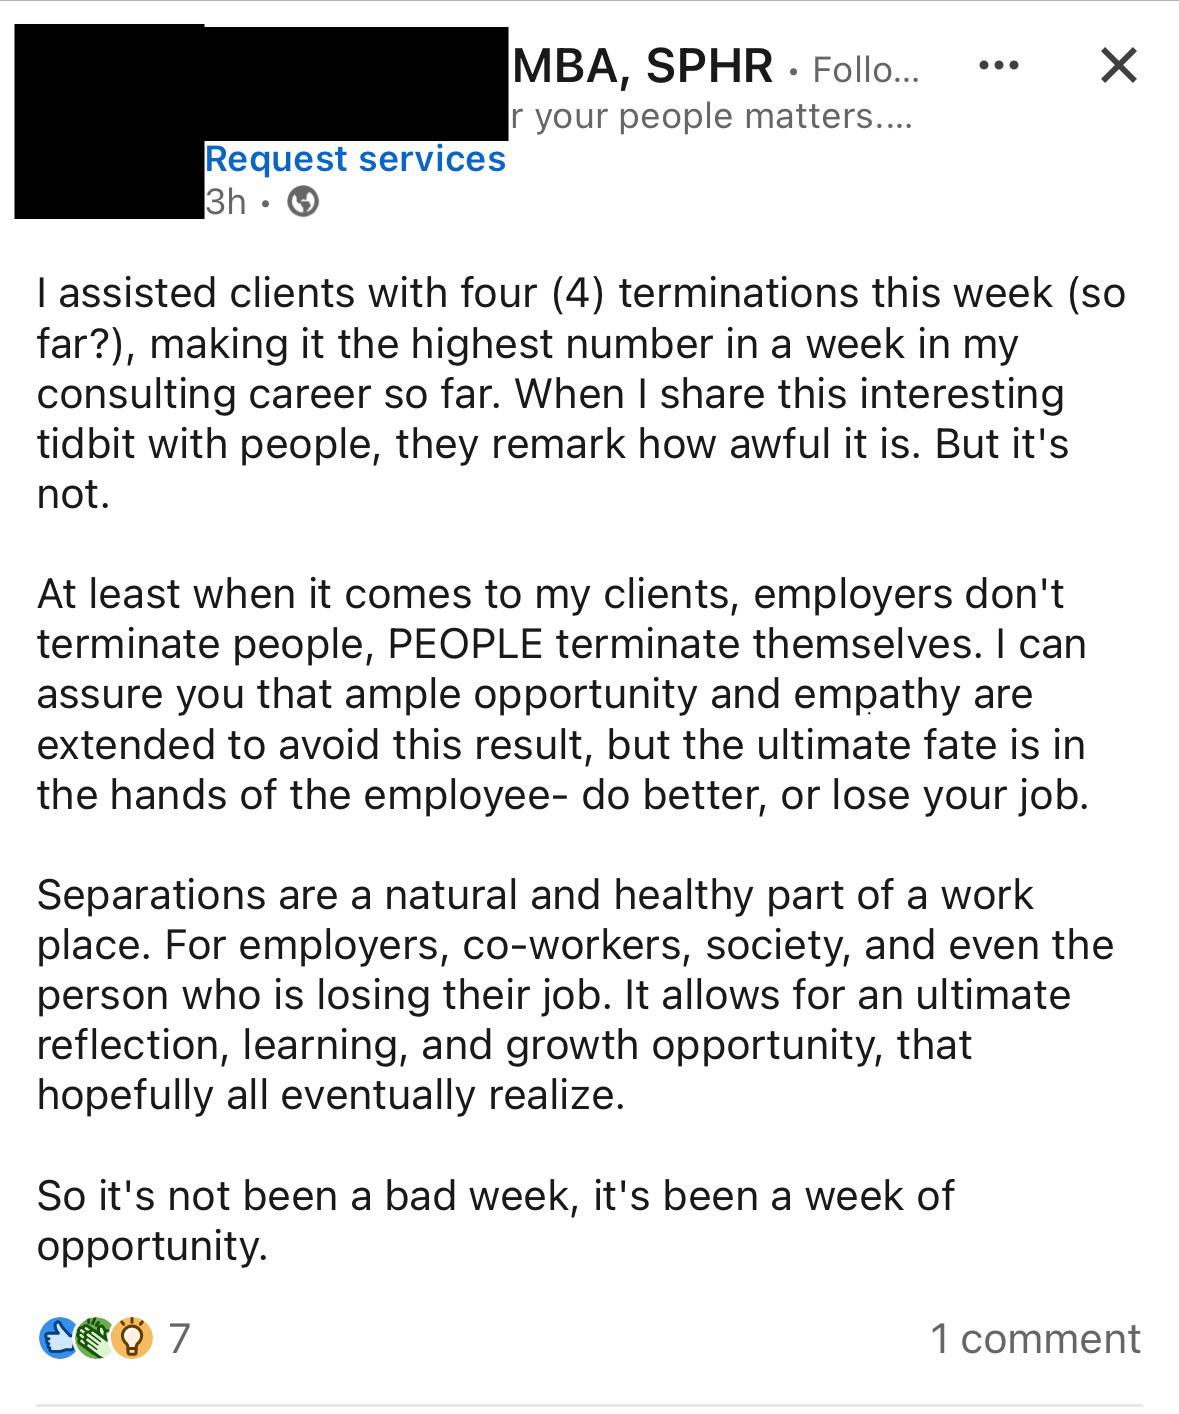 MBA, SPHR • Follo...
r your people matters....
Request services
3h •
I assisted clients with four (4) terminations this week (so
far?), making it the highest number in a week in my
consulting career so far. When I share this interesting
tidbit with people, they remark how awful it is. But it's
not.
At least when it comes to my clients, employers don't
terminate people, PEOPLE terminate themselves. I can
assure you that ample opportunity and empathy are
extended to avoid this result, but the ultimate fate is in
the hands of the employee- do better, or lose your job.
Separations are a natural and healthy part of a work
place. For employers, co-workers, society, and even the
person who is losing their job. It allows for an ultimate
reflection, learning, and growth opportunity, that
hopefully all eventually realize.
So it's not been a bad week, it's been a week of
opportunity.
7
1 comment